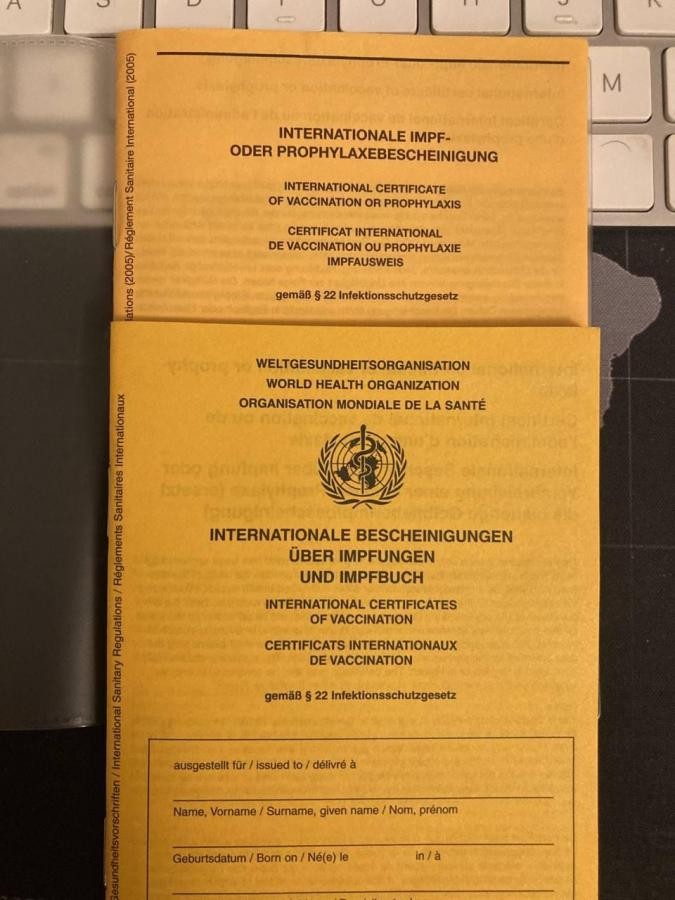 A S D F G H J K
M
INTERNATIONALE IMPF-
ODER PROPHYLAXEBESCHEINIGUNG
INTERNATIONAL CERTIFICATE
OF VACCINATION OR PROPHYLAXIS
CERTIFICAT INTERNATIONAL
DE VACCINATION OU PROPHYLAXIE
IMPFAUSWEIS
gemäß § 22 Infektionsschutzgesetz
(2005)/ Réglement Sanitaire International (2005)
WELTGESUNDHEITSORGANISATION
WORLD HEALTH ORGANIZATION
ORGANISATION MONDIALE DE LA SANTÉ
INTERNATIONALE BESCHEINIGUNGEN
ÜBER IMPFUNGEN
UND IMPFBUCH
INTERNATIONAL CERTIFICATES
OF VACCINATION
CERTIFICATS INTERNATIONAUX
DE VACCINATION
gemäß § 22 Infektionsschutzgesetz
ausgestellt für / issued to / délivré à
Name, Vorname / Surname, given name / Nom, prénom
Geburtsdatum / Born on / Né(e) le in / à
Gesundheitsvorschriften / International Sanitary Regulations / Réglements Sanitaires Internationaux